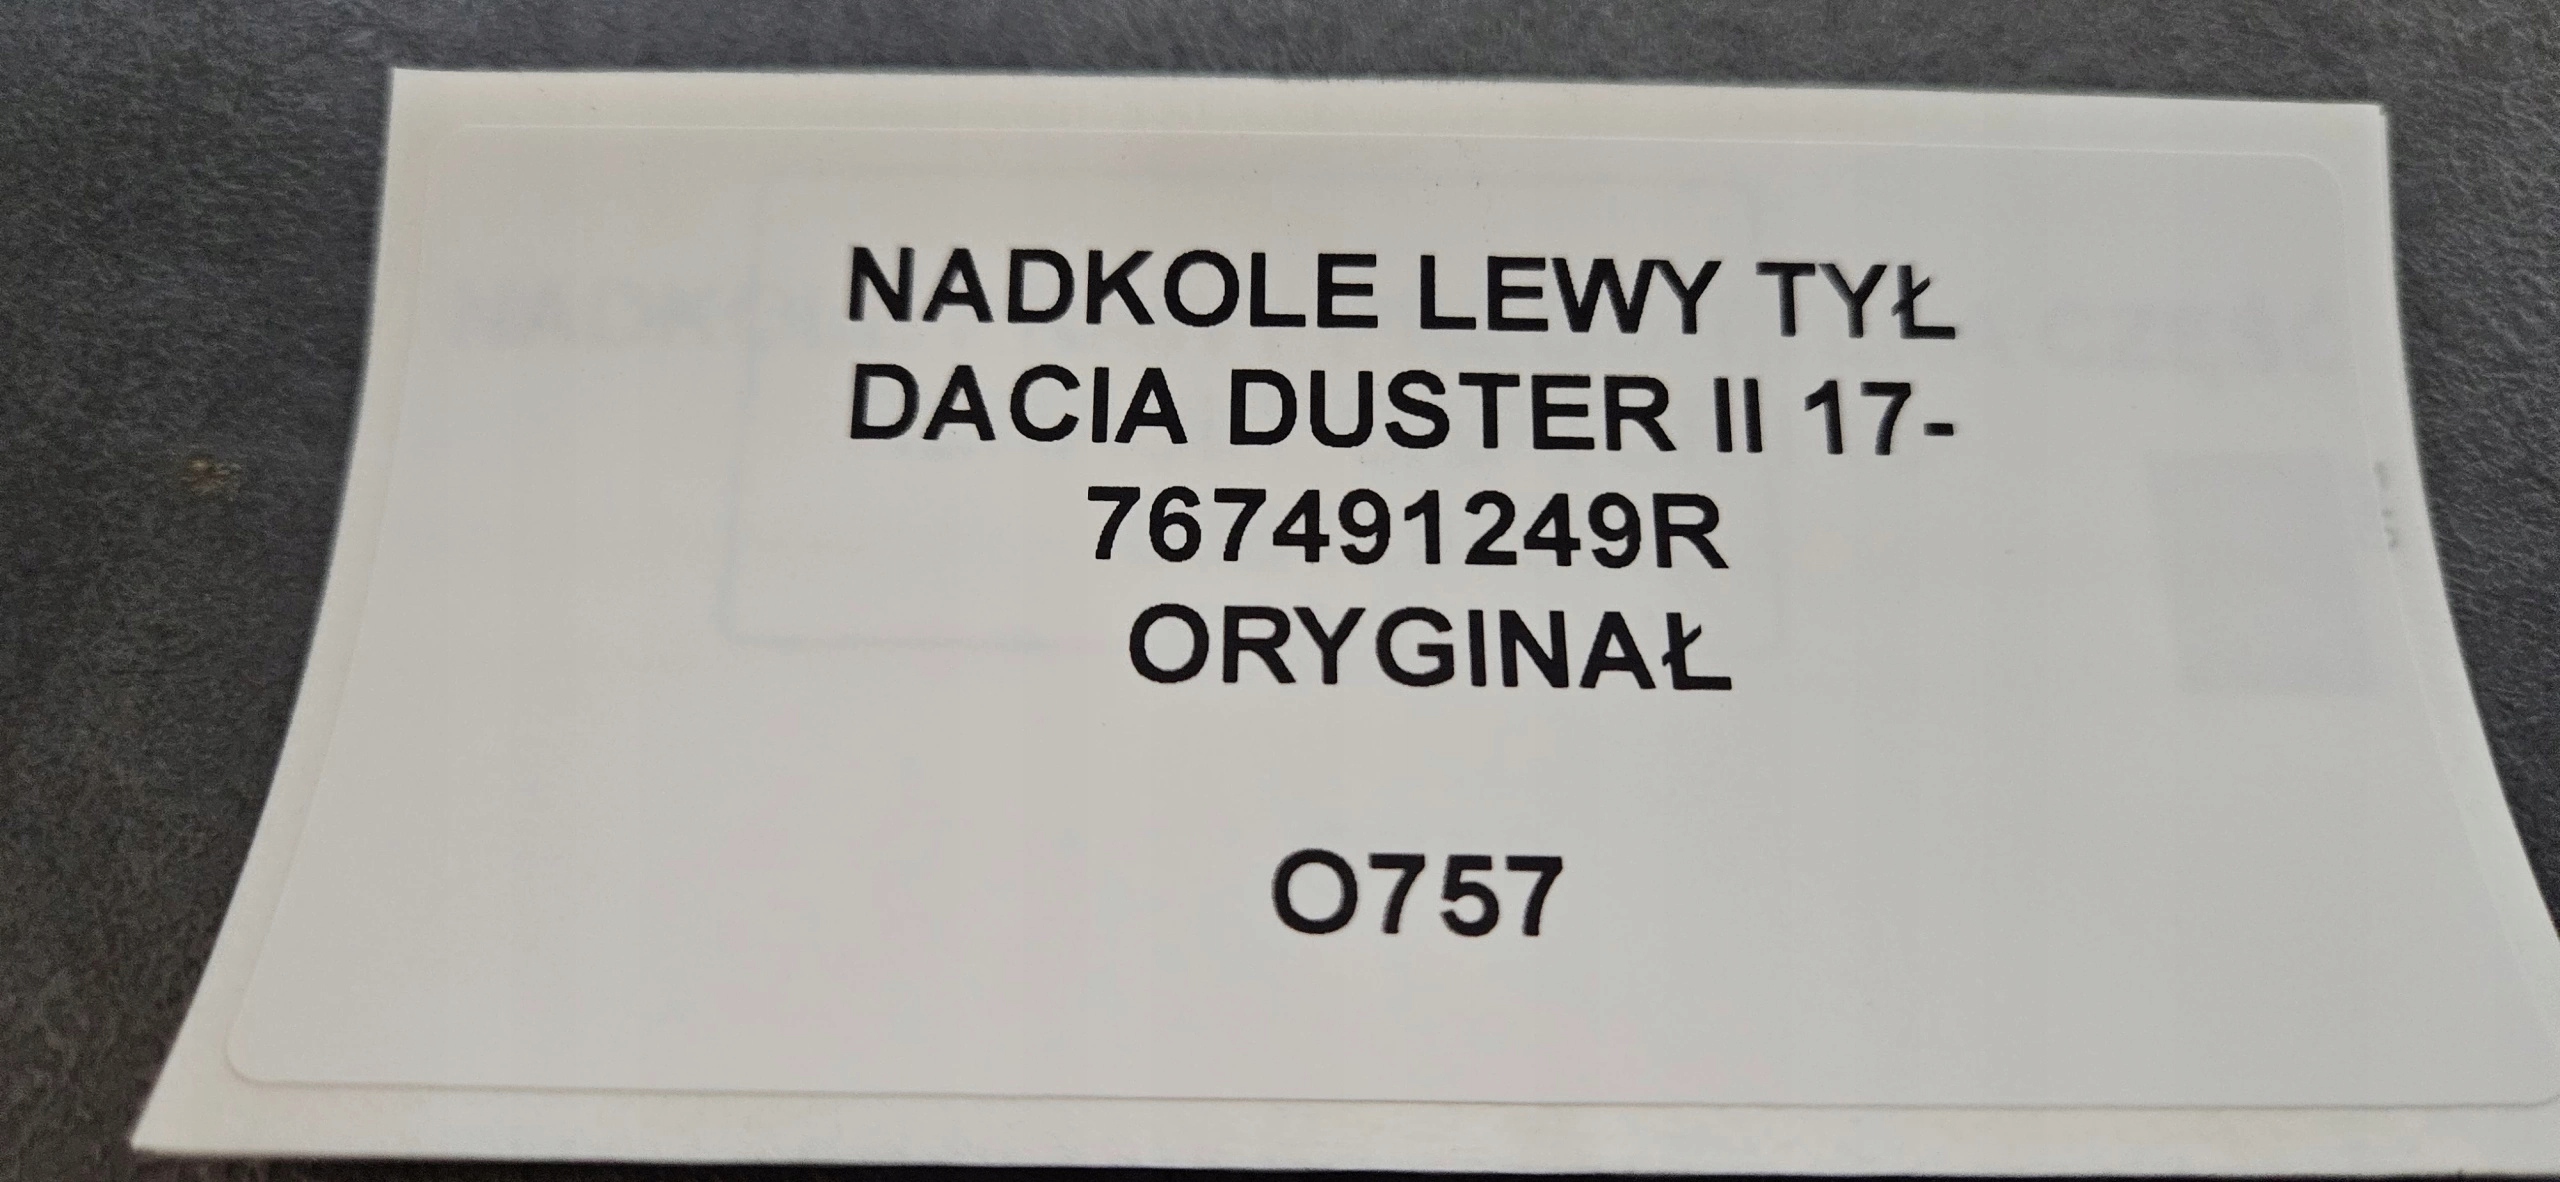 NADKOLE LEWY TYŁ
DACIA DUSTER II 17-
767491249R
ORYGINAŁ
O757